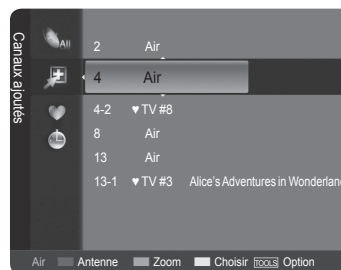 Canaux ajoutés
All
2 Air
4 Air
4-2 ♥ TV #8
8 Air
13 Air
13-1 ♥ TV #3 Alice's Adventures in Wonderlan
Air Antenne Zoom Choisir TOOLS Option